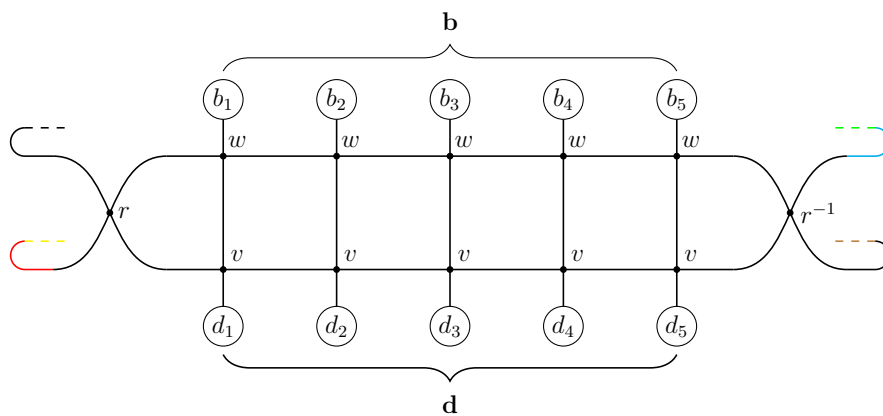 b
b₁ b₂ b₃ b₄ b₅
w w w w w
r r⁻¹
v v v v v
d₁ d₂ d₃ d₄ d₅
d